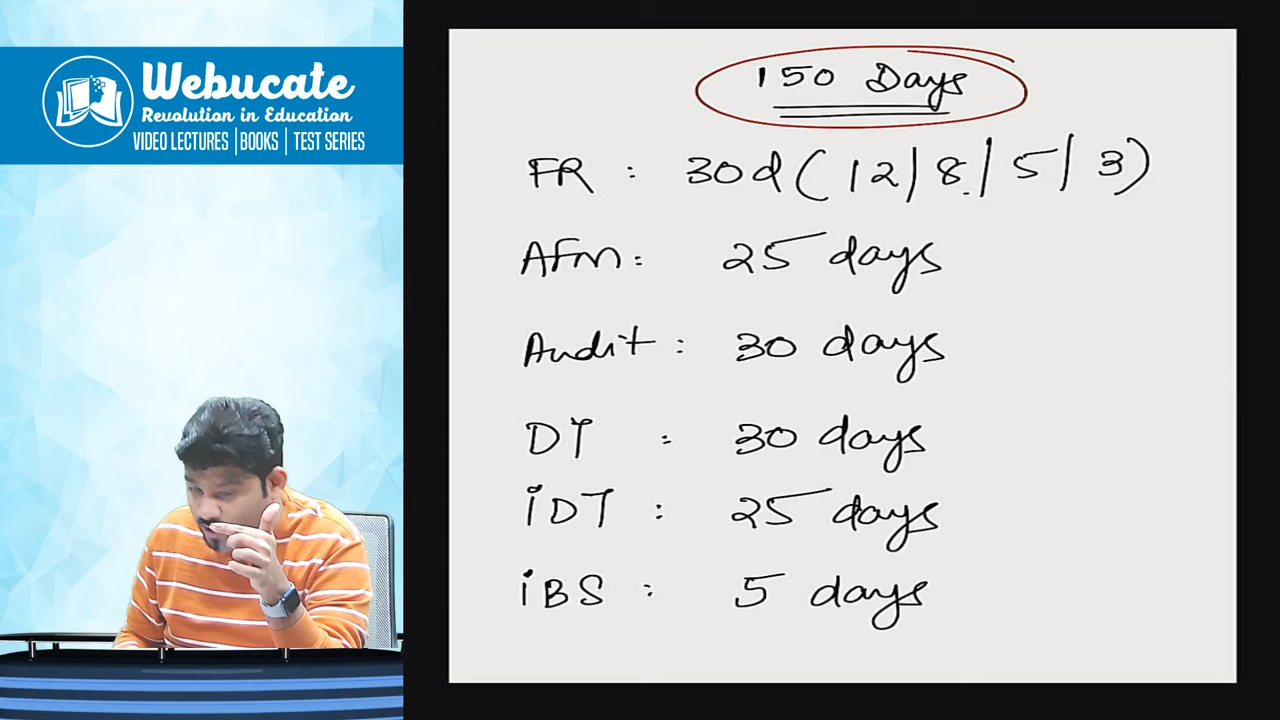 Webucate
Revolution in Education
VIDEO LECTURES | BOOKS | TEST SERIES
150 Days
FR : 30d ( 12 / 8 / 5 / 3 )
AFM : 25 days
Audit : 30 days
DT : 30 days
iDT : 25 days
iBS : 5 days